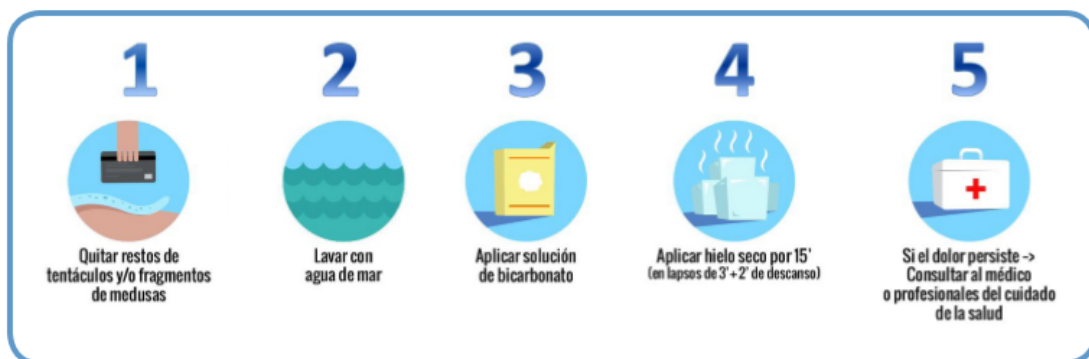 1
2
3
4
5
Quitar restos de
tentáculos y/o fragmentos
de medusas
Lavar con
agua de mar
Aplicar solución
de bicarbonato
Aplicar hielo seco por 15'
(en lapsos de 3'+2' de descanso)
Si el dolor persiste ->
Consultar al médico
o profesionales del cuidado
de la salud